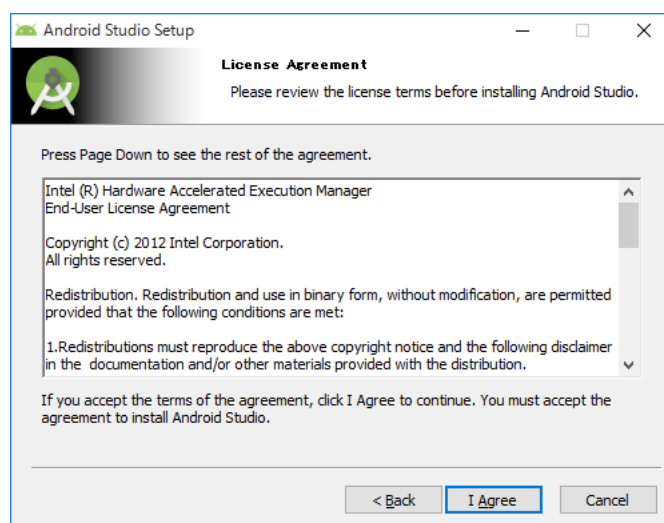 Android Studio Setup
License Agreement
Please review the license terms before installing Android Studio.
Press Page Down to see the rest of the agreement.
Intel (R) Hardware Accelerated Execution Manager
End-User License Agreement
Copyright (c) 2012 Intel Corporation.
All rights reserved.
Redistribution. Redistribution and use in binary form, without modification, are permitted
provided that the following conditions are met:
1.Redistributions must reproduce the above copyright notice and the following disclaimer
in the  documentation and/or other materials provided with the distribution.
If you accept the terms of the agreement, click I Agree to continue. You must accept the
agreement to install Android Studio.
< Back I Agree Cancel